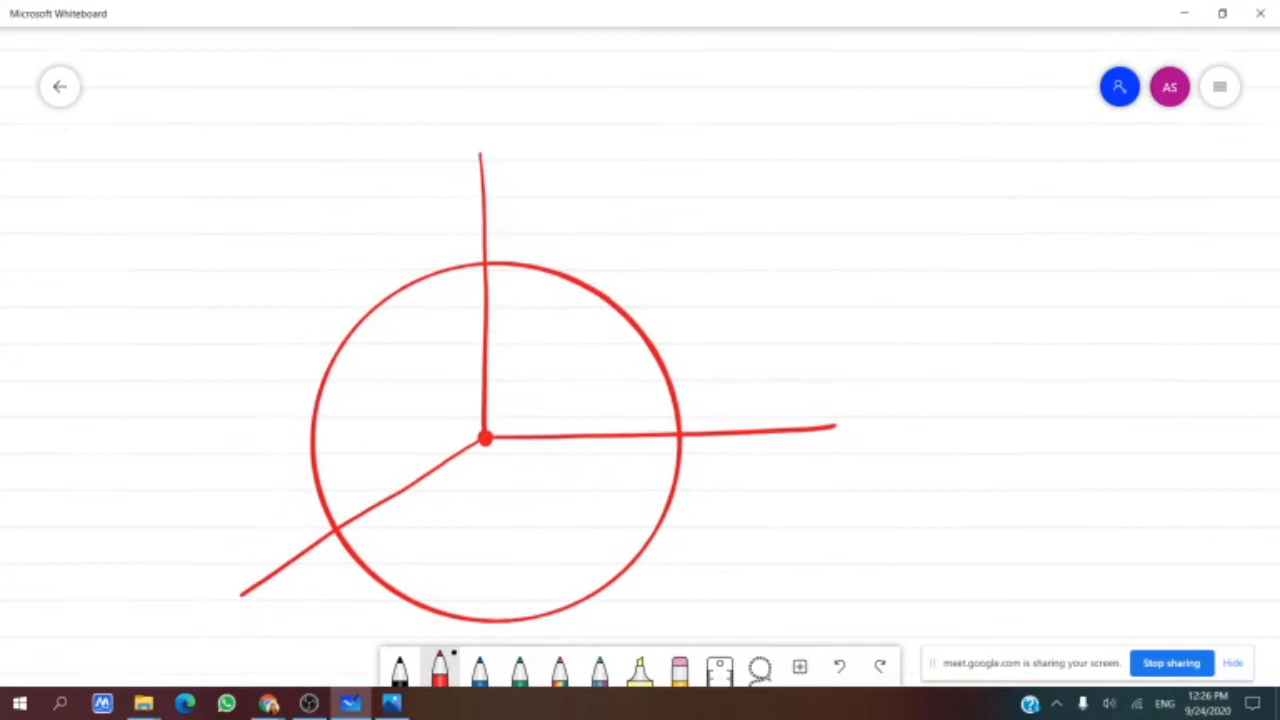 Microsoft Whiteboard
AS
meet.google.com is sharing your screen.
Stop sharing
Hide
ENG
12:26 PM
9/24/2020